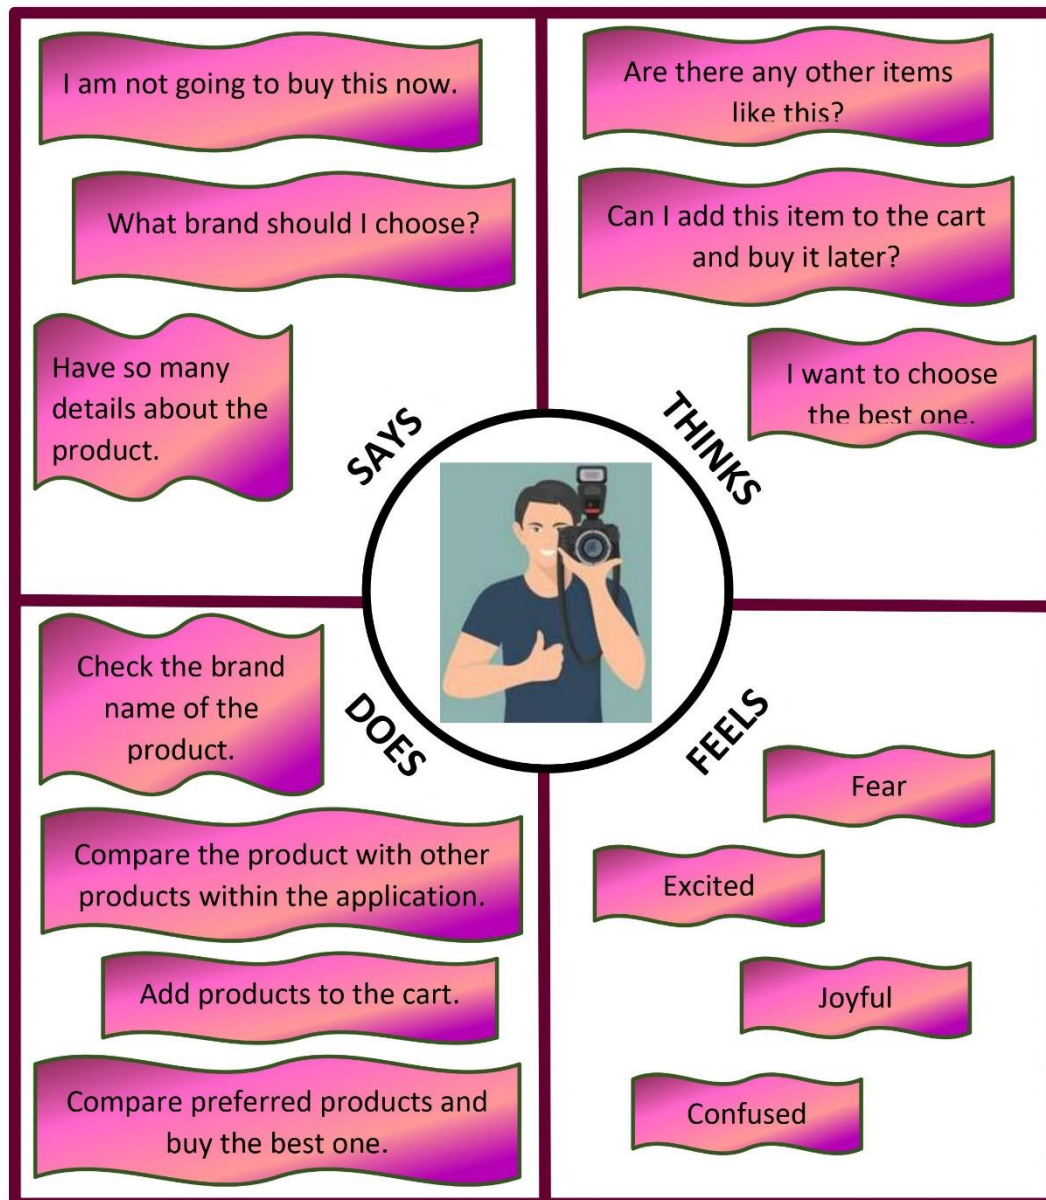 I am not going to buy this now.
What brand should I choose?
Have so many
details about the
product.
SAYS
Are there any other items
like this?
Can I add this item to the cart
and buy it later?
I want to choose
the best one.
THINKS
Check the brand
name of the
product.
DOES
Compare the product with other
products within the application.
Add products to the cart.
Compare preferred products and
buy the best one.
FEELS
Fear
Excited
Joyful
Confused